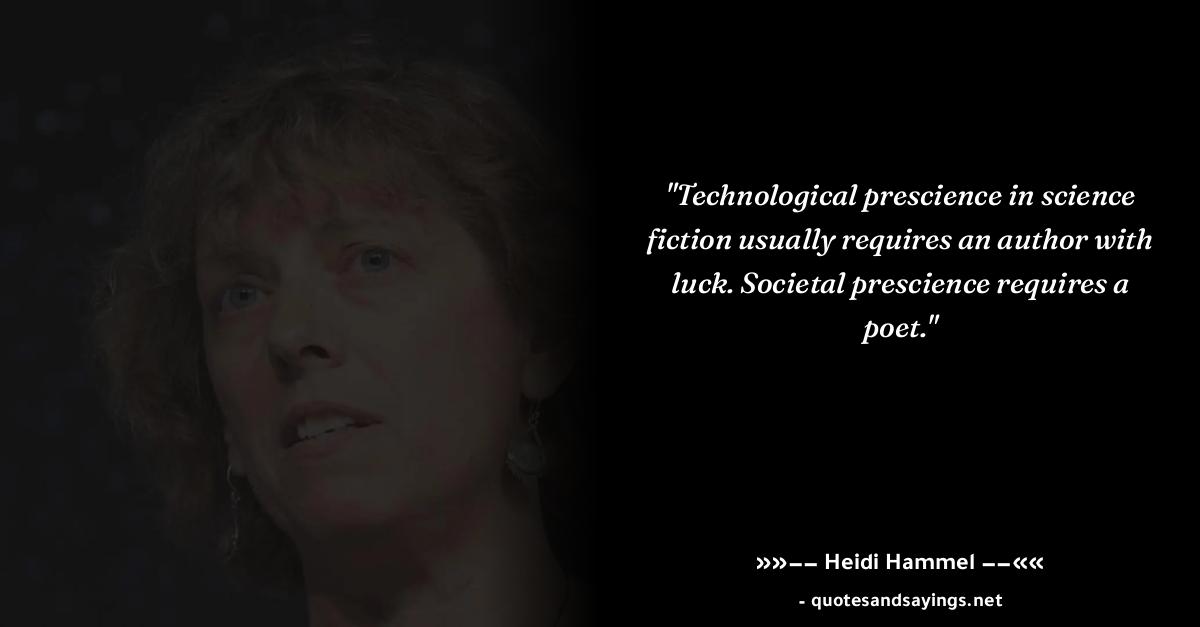 "Technological prescience in science
fiction usually requires an author with
luck. Societal prescience requires a
poet."
»»–– Heidi Hammel ––««
- quotesandsayings.net